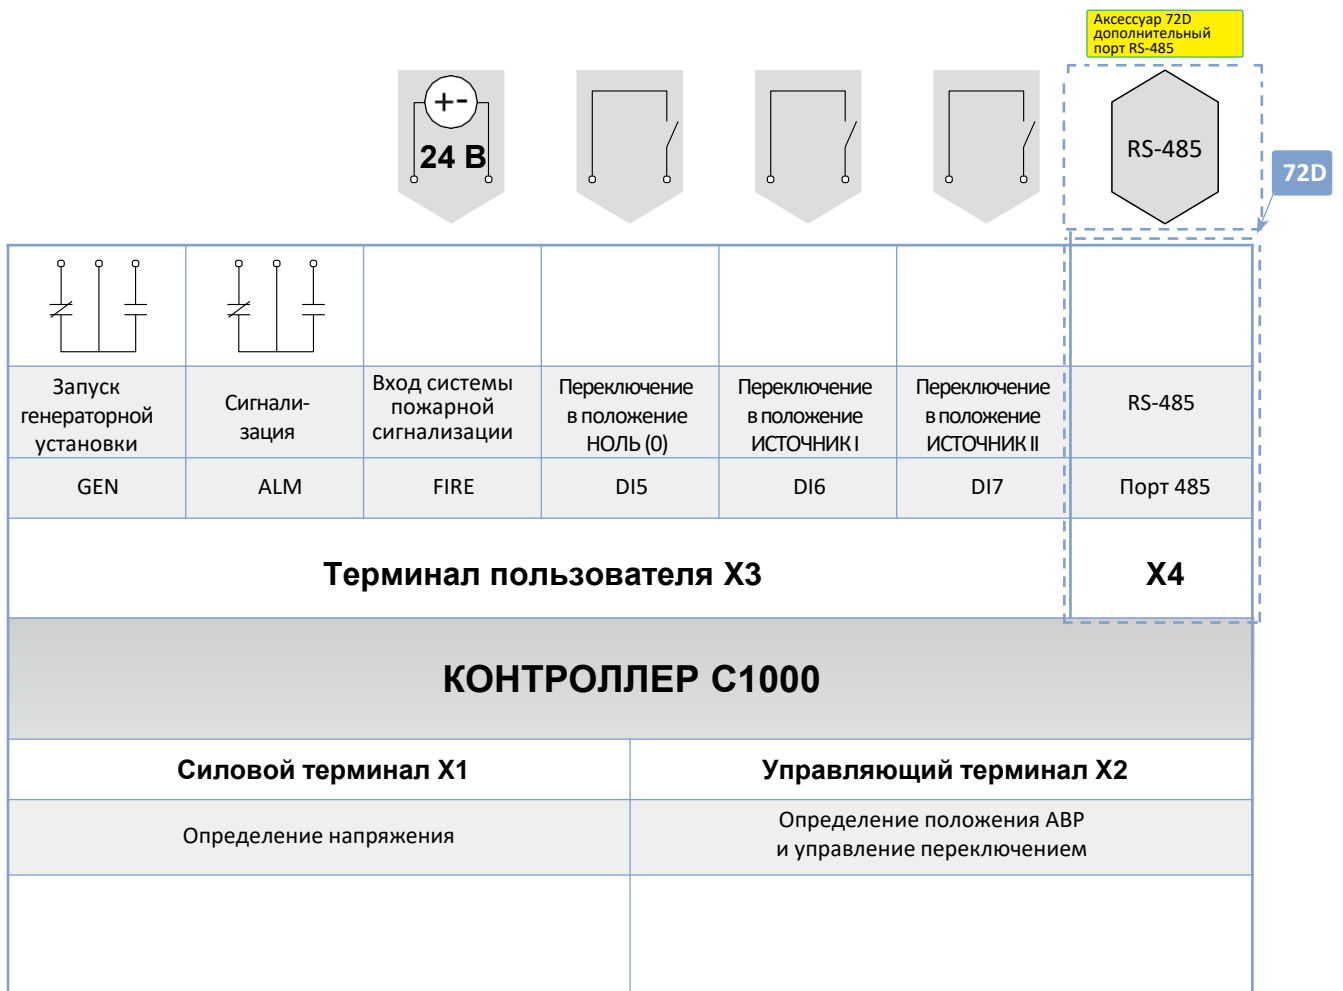 Аксессуар 72D
дополнительный
порт RS-485
+-
24 В
RS-485
72D
Запуск
генераторной
установки
Сигнали-
зация
Вход системы
пожарной
сигнализации
Переключение
в положение
НОЛЬ (0)
Переключение
в положение
ИСТОЧНИК I
Переключение
в положение
ИСТОЧНИК II
RS-485
GEN
ALM
FIRE
DI5
DI6
DI7
Порт 485
Терминал пользователя X3
X4
КОНТРОЛЛЕР С1000
Силовой терминал X1
Управляющий терминал X2
Определение напряжения
Определение положения АВР
и управление переключением